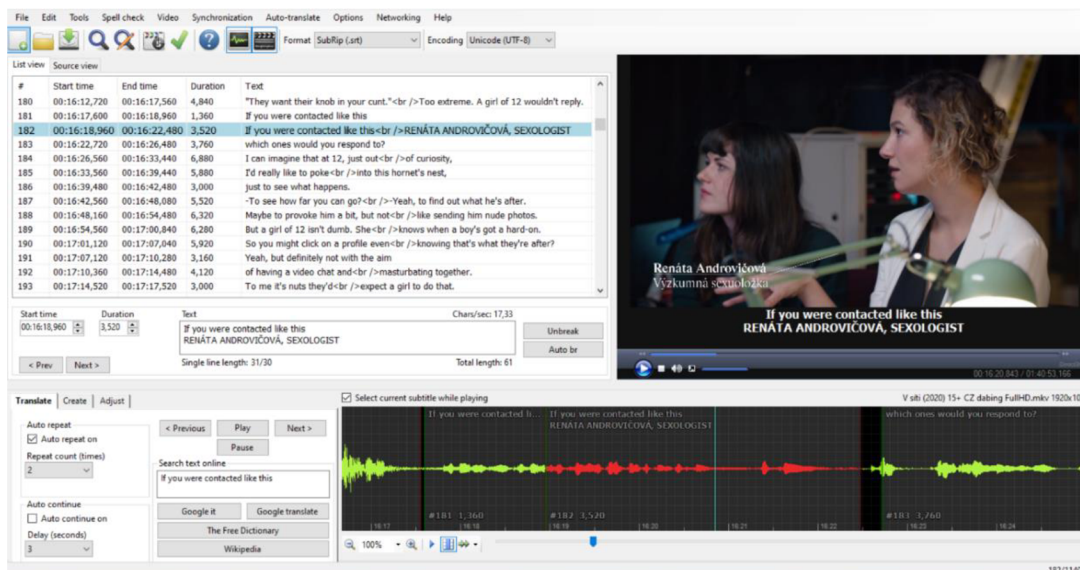 File Edit Tools Spell check Video Synchronization Auto-translate Options Networking Help
Format SubRip (.srt) Encoding Unicode (UTF-8)
List view Source view
# Start time End time Duration Text
180 00:16:12,720 00:16:17,560 4,840 "They want their knob in your cunt."<br />Too extreme. A girl of 12 wouldn't reply.
181 00:16:17,600 00:16:18,960 1,360 If you were contacted like this
182 00:16:18,960 00:16:22,480 3,520 If you were contacted like this<br />RENÁTA ANDROVIČOVÁ, SEXOLOGIST
183 00:16:22,720 00:16:26,480 3,760 which ones would you respond to?
184 00:16:26,560 00:16:33,440 6,880 I can imagine that at 12, just out<br />of curiosity,
185 00:16:33,560 00:16:39,440 5,880 I'd really like to poke<br />into this hornet's nest,
186 00:16:39,480 00:16:42,480 3,000 just to see what happens.
187 00:16:42,560 00:16:48,080 5,520 -To see how far you can go?<br />-Yeah, to find out what he's after.
188 00:16:48,160 00:16:54,480 6,320 Maybe to provoke him a bit, but not<br />like sending him nude photos.
189 00:16:54,560 00:17:00,840 6,280 But a girl of 12 isn't dumb. She<br />knows when a boy's got a hard-on.
190 00:17:01,120 00:17:07,040 5,920 So you might click on a profile even<br />knowing that's what they're after?
191 00:17:07,120 00:17:10,280 3,160 Yeah, but definitely not with the aim
192 00:17:10,360 00:17:14,480 4,120 of having a video chat and<br />masturbating together.
193 00:17:14,520 00:17:17,520 3,000 To me it's nuts they'd<br />expect a girl to do that.
Renáta Androvičová
Výzkumná sexuoložka
If you were contacted like this
RENÁTA ANDROVIČOVÁ, SEXOLOGIST
00:16:20.843 / 01:40:53.166
Start time Duration Text Chars/sec: 17,33
00:16:18,960 3,520
If you were contacted like this
RENÁTA ANDROVIČOVÁ, SEXOLOGIST
Unbreak
Auto br
< Prev Next >
Single line length: 31/30 Total length: 61
Translate Create Adjust
Auto repeat
Auto repeat on
Repeat count (times)
2
Auto continue
Auto continue on
Delay (seconds)
3
< Previous Play Next >
Pause
Search text online
If you were contacted like this
Google it Google translate
The Free Dictionary
Wikipedia
Select current subtitle while playing V síti (2020) 15+ CZ dabing FullHD.mkv 1920x10
If you were contacted li... If you were contacted like this which ones would you respond to?
RENÁTA ANDROVIČOVÁ, SEXOLOGIST
#181 1,360 #182 3,520 #183 3,760
16:17 16:18 16:19 16:20 16:21 16:22 16:24
100%